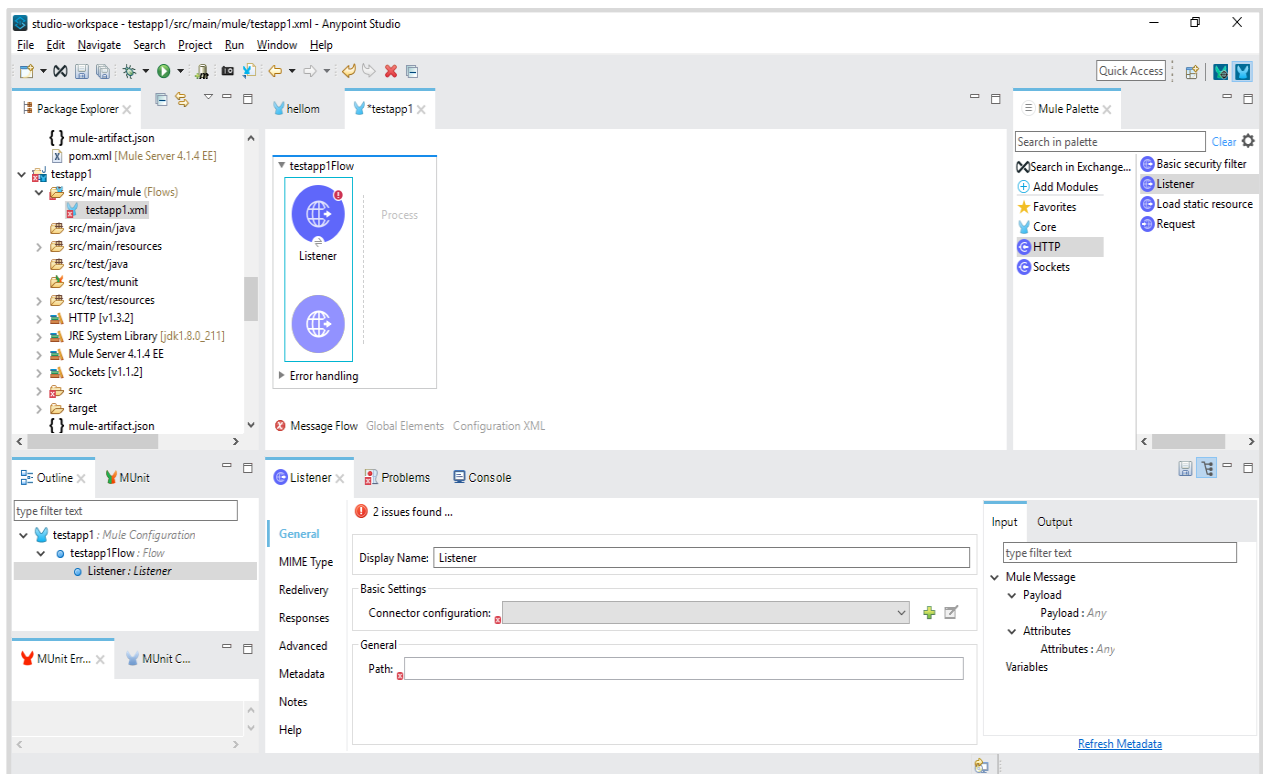 studio-workspace - testapp1/src/main/mule/testapp1.xml - Anypoint Studio
File Edit Navigate Search Project Run Window Help
Quick Access
Package Explorer
mule-artifact.json
pom.xml [Mule Server 4.1.4 EE]
testapp1
src/main/mule (Flows)
testapp1.xml
src/main/java
src/main/resources
src/test/java
src/test/munit
src/test/resources
HTTP [v1.3.2]
JRE System Library [jdk1.8.0_211]
Mule Server 4.1.4 EE
Sockets [v1.1.2]
src
target
mule-artifact.json
hellom
*testapp1
testapp1Flow
Listener
Process
Error handling
Message Flow Global Elements Configuration XML
Mule Palette
Search in palette Clear
Search in Exchange...
Add Modules
Favorites
Core
HTTP
Sockets
Basic security filter
Listener
Load static resource
Request
Outline MUnit
type filter text
testapp1 : Mule Configuration
testapp1Flow : Flow
Listener : Listener
MUnit Err... MUnit C...
Listener Problems Console
2 issues found ...
General
MIME Type
Redelivery
Responses
Advanced
Metadata
Notes
Help
Display Name: Listener
Basic Settings
Connector configuration:
General
Path:
Input Output
type filter text
Mule Message
Payload
Payload : Any
Attributes
Attributes : Any
Variables
Refresh Metadata